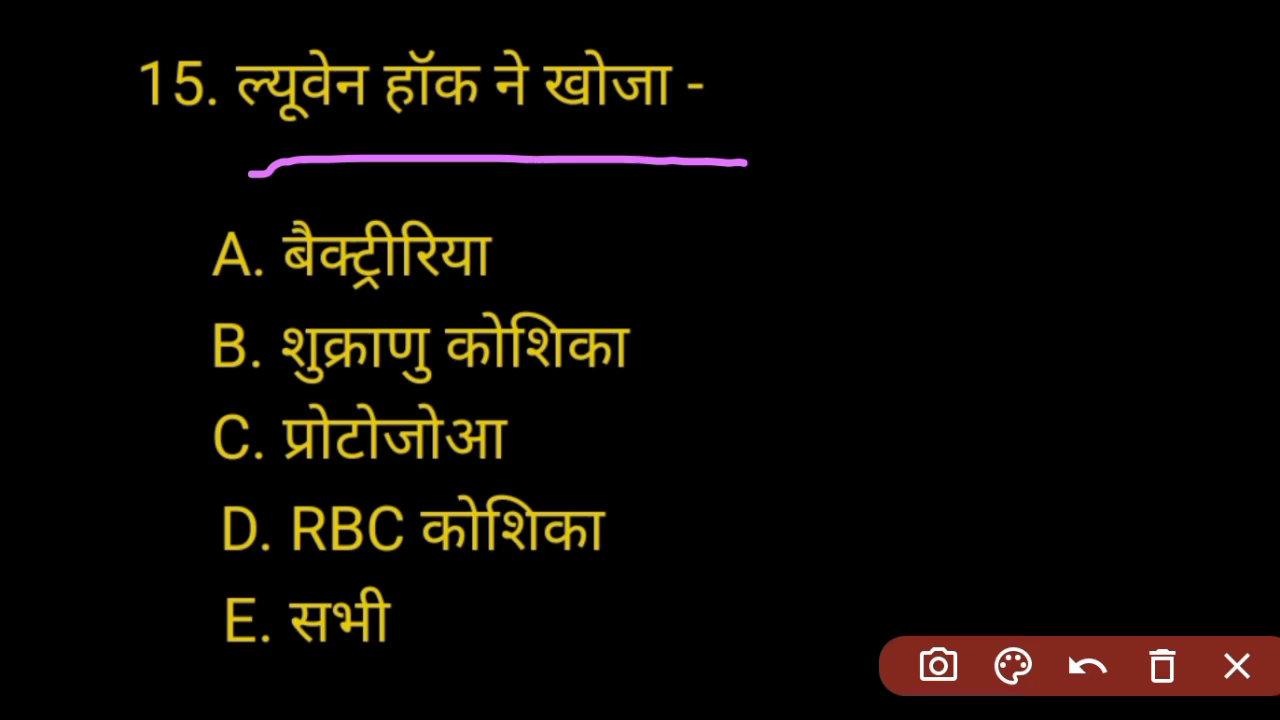 15. ल्यूवेन हॉक ने खोजा -
A. बैक्ट्रीरिया
B. शुक्राणु कोशिका
C. प्रोटोजोआ
D. RBC कोशिका
E. सभी